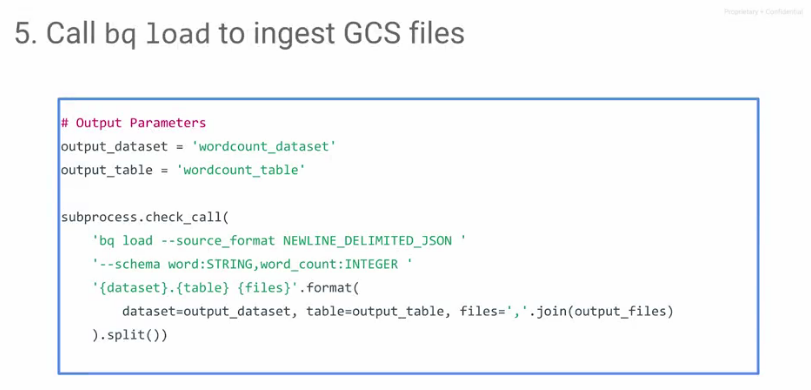 Proprietary + Confidential
5. Call bq load to ingest GCS files
# Output Parameters
output_dataset = 'wordcount_dataset'
output_table = 'wordcount_table'
subprocess.check_call(
'bq load --source_format NEWLINE_DELIMITED_JSON '
'--schema word:STRING,word_count:INTEGER '
'{dataset}.{table} {files}'.format(
dataset=output_dataset, table=output_table, files=','.join(output_files)
).split())